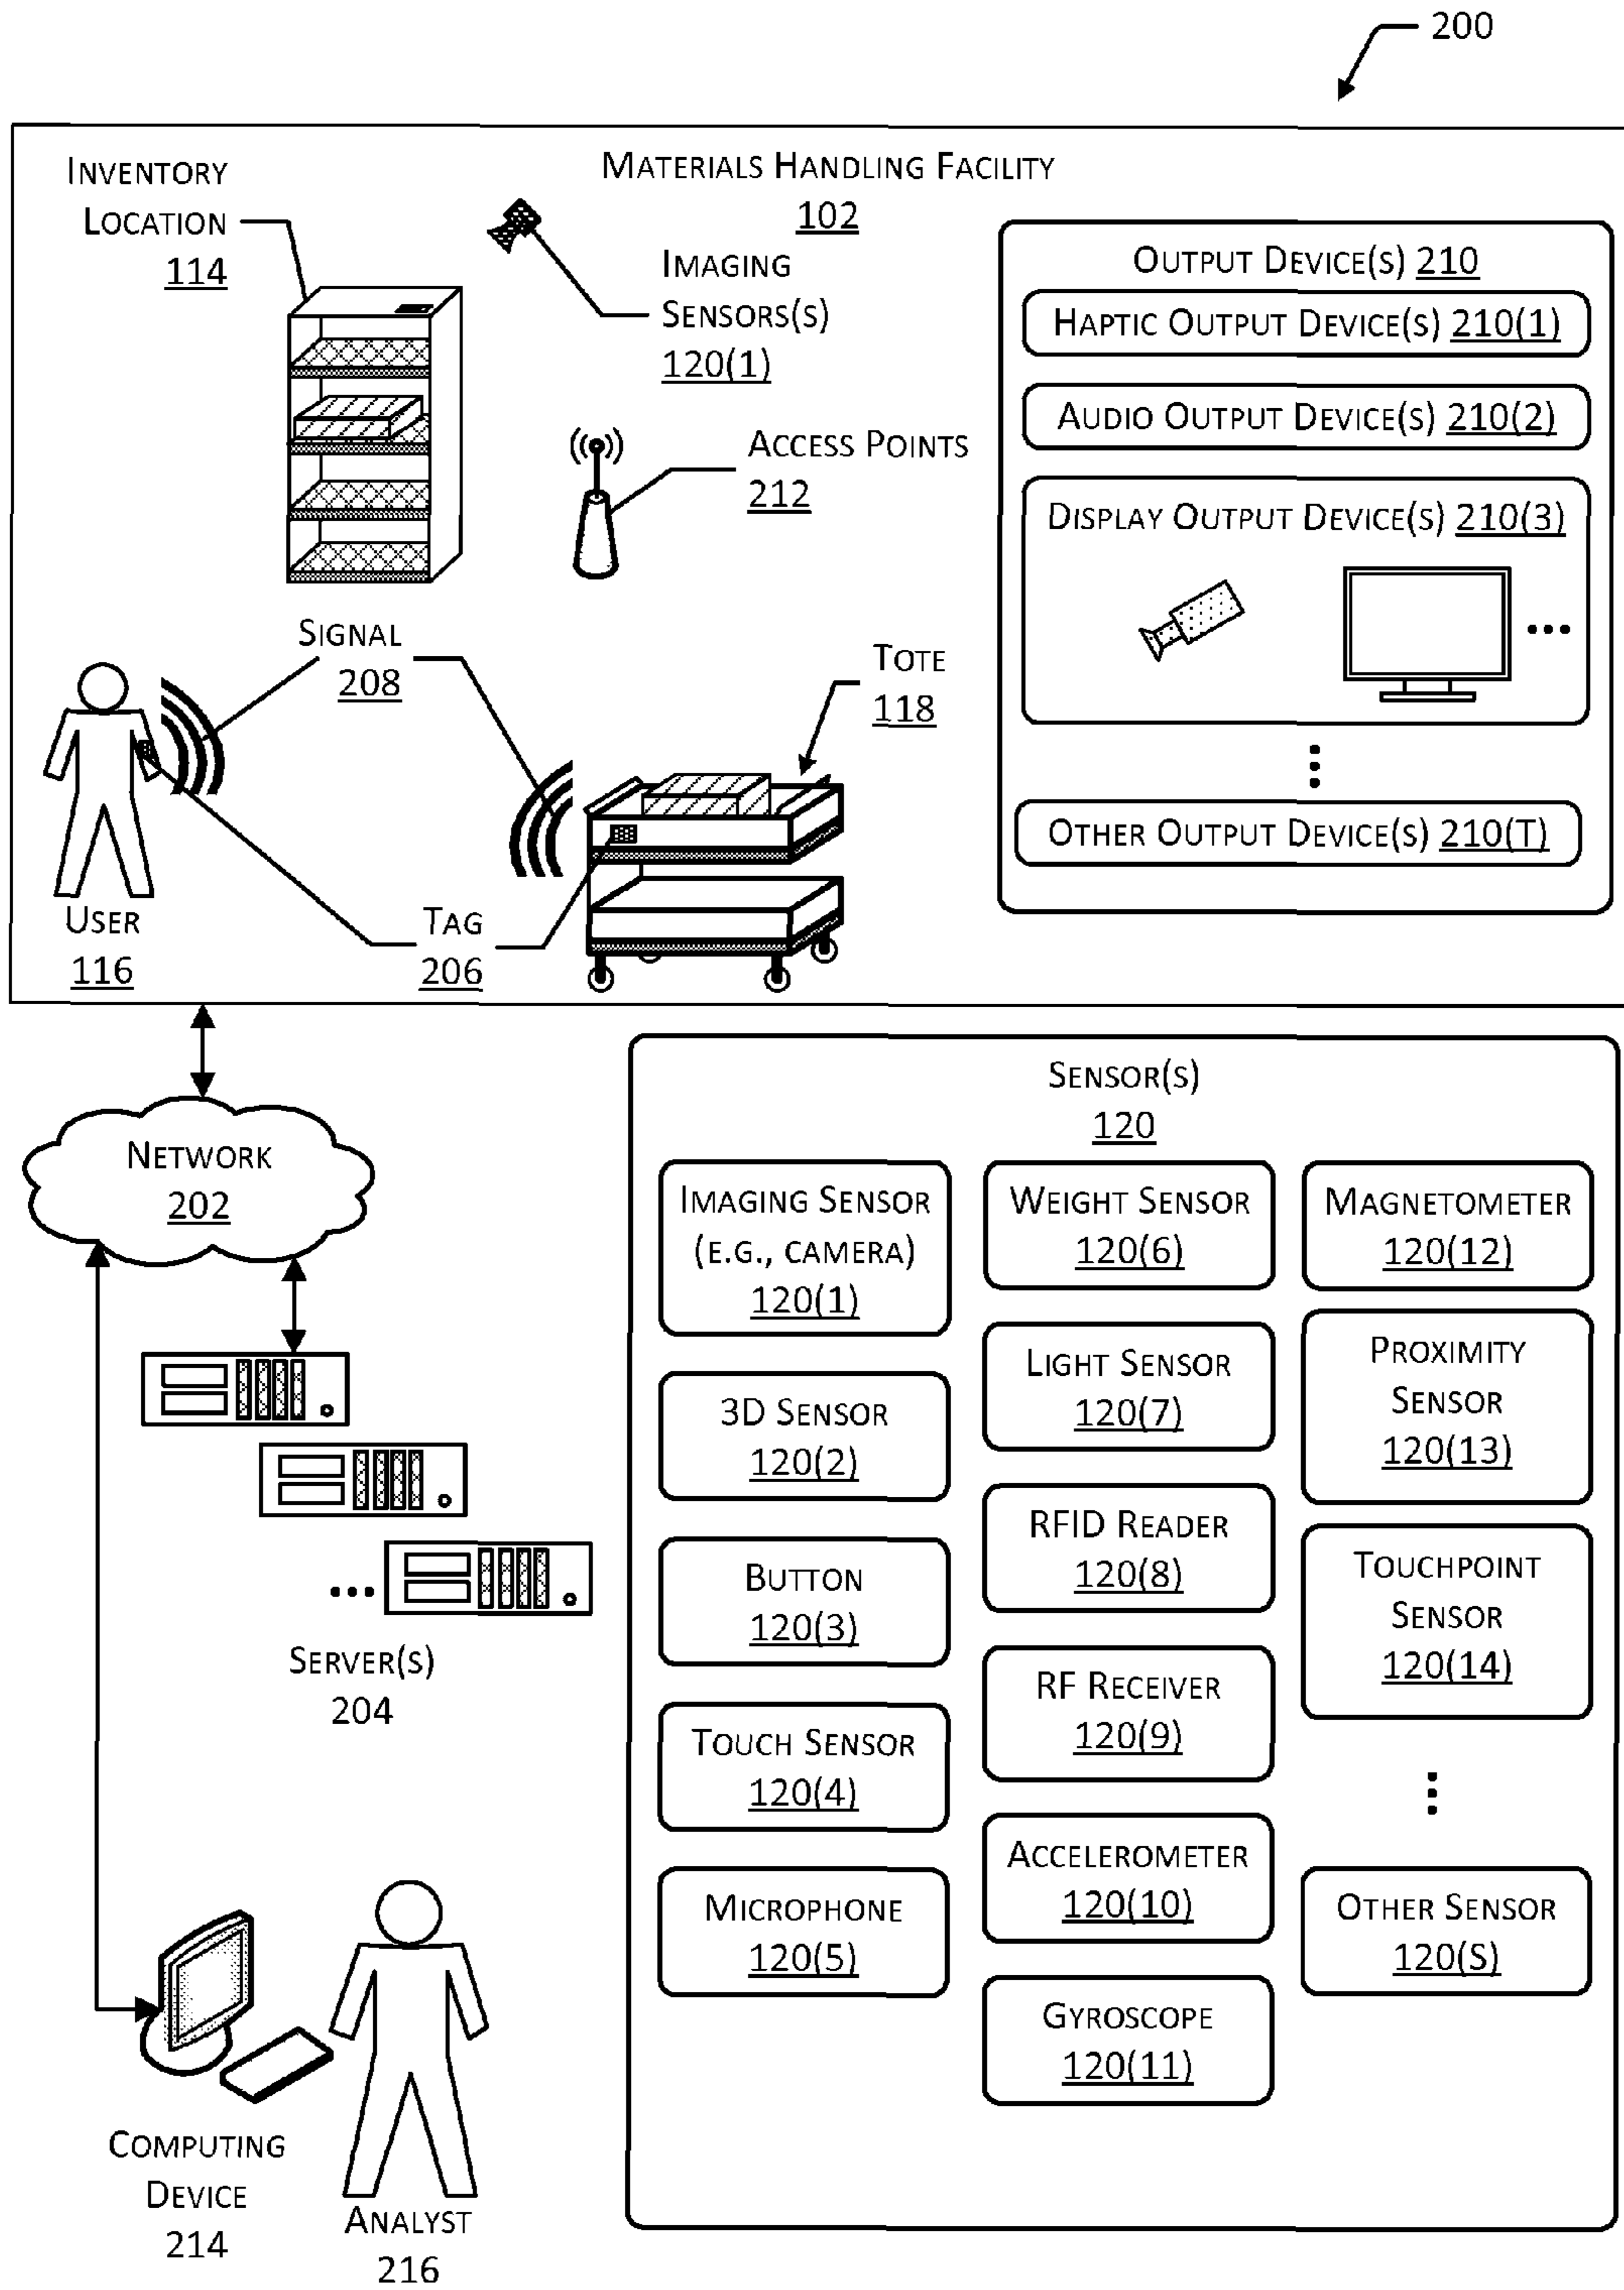 200
MATERIALS HANDLING FACILITY
102
INVENTORY
LOCATION
114
IMAGING
SENSORS(S)
120(1)
ACCESS POINTS
212
OUTPUT DEVICE(S) 210
HAPTIC OUTPUT DEVICE(S) 210(1)
AUDIO OUTPUT DEVICE(S) 210(2)
DISPLAY OUTPUT DEVICE(S) 210(3)
OTHER OUTPUT DEVICE(S) 210(T)
SIGNAL
208
TOTE
118
USER
116
TAG
206
NETWORK
202
SERVER(S)
204
COMPUTING
DEVICE
214
ANALYST
216
SENSOR(S)
120
IMAGING SENSOR
(E.G., CAMERA)
120(1)
3D SENSOR
120(2)
BUTTON
120(3)
TOUCH SENSOR
120(4)
MICROPHONE
120(5)
WEIGHT SENSOR
120(6)
LIGHT SENSOR
120(7)
RFID READER
120(8)
RF RECEIVER
120(9)
ACCELEROMETER
120(10)
GYROSCOPE
120(11)
MAGNETOMETER
120(12)
PROXIMITY
SENSOR
120(13)
TOUCHPOINT
SENSOR
120(14)
OTHER SENSOR
120(S)